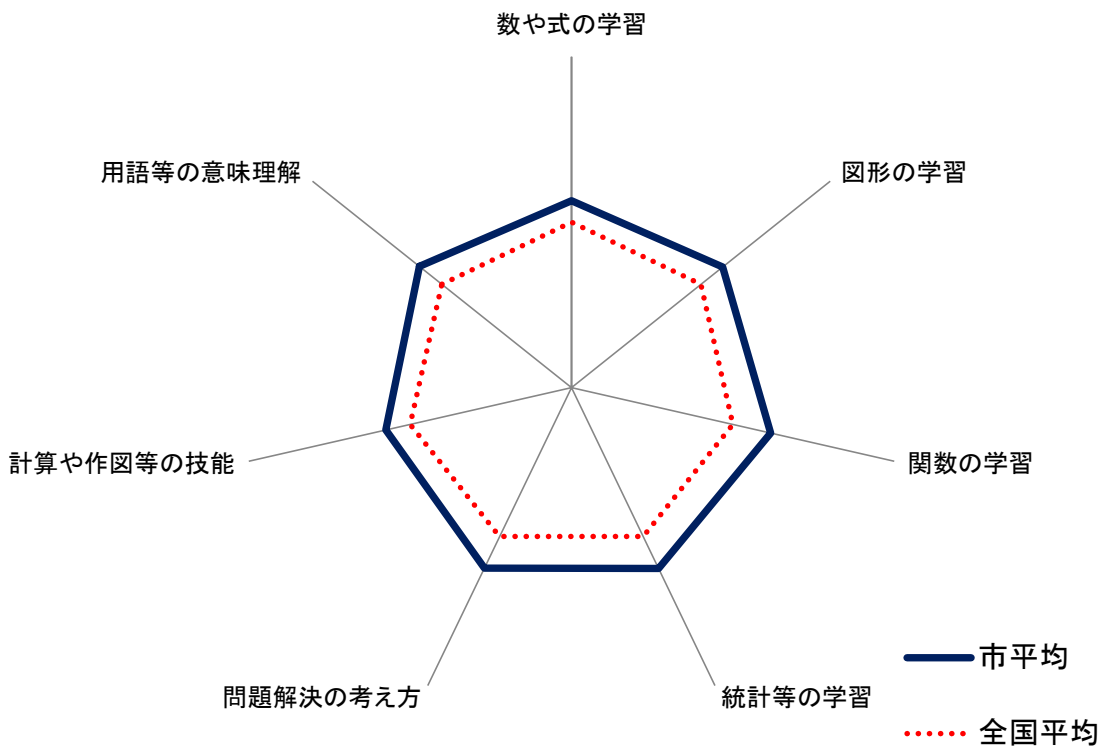 数や式の学習
用語等の意味理解
図形の学習
計算や作図等の技能
関数の学習
問題解決の考え方
統計等の学習
市平均
全国平均